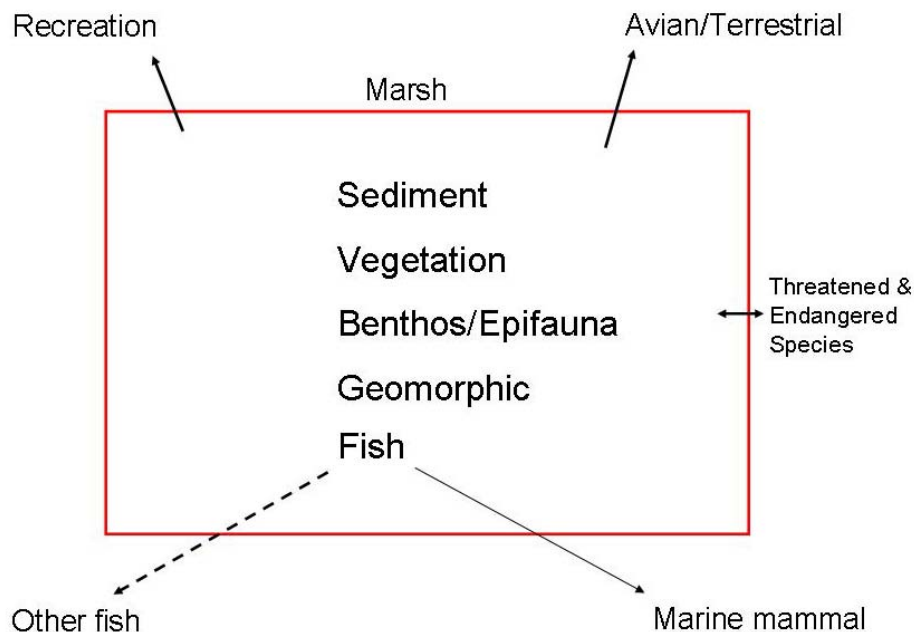 Recreation
Avian/Terrestrial
Marsh
Sediment
Vegetation
Benthos/Epifauna
Geomorphic
Fish
Threatened &
Endangered
Species
Other fish
Marine mammal